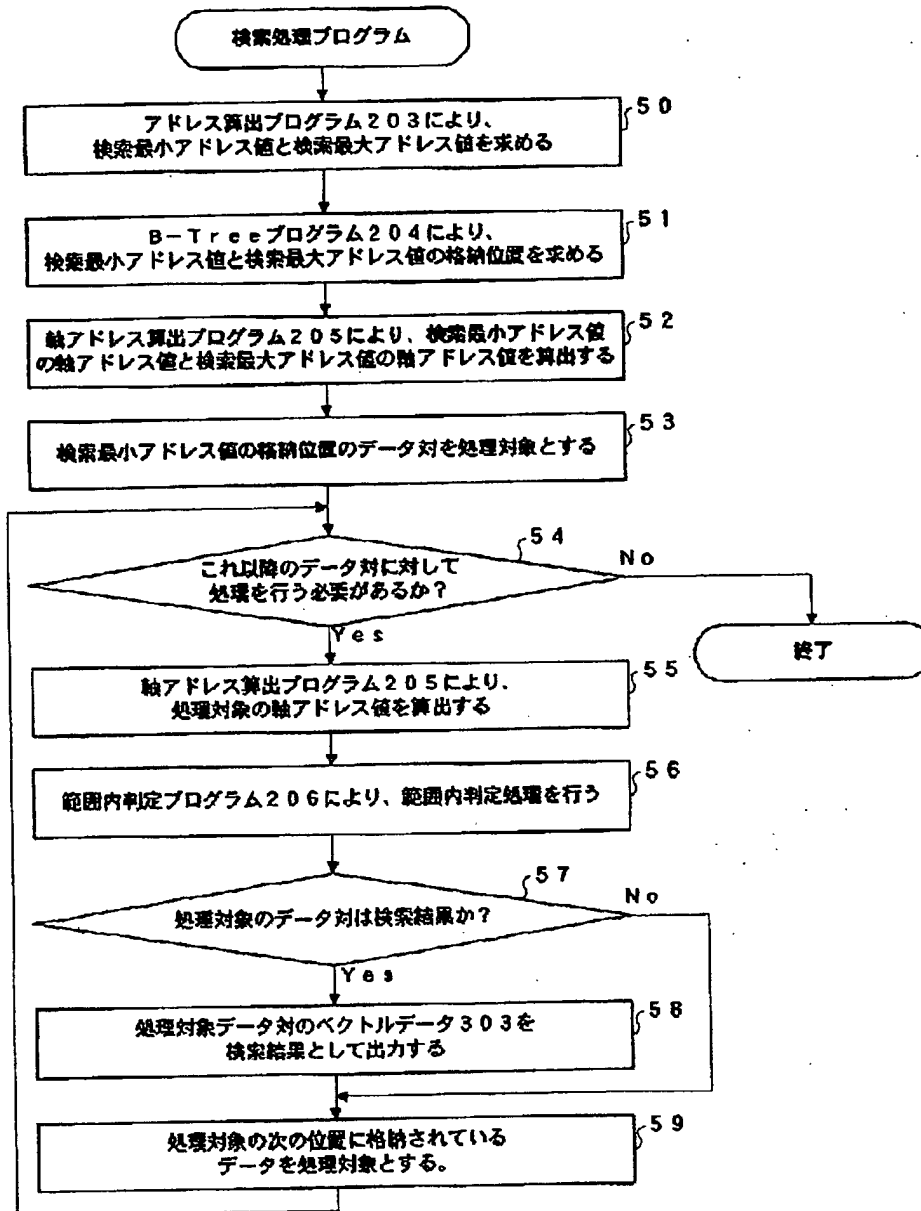 検索処理プログラム
50
アドレス算出プログラム203により、
検索最小アドレス値と検索最大アドレス値を求める
51
B-Treeプログラム204により、
検索最小アドレス値と検索最大アドレス値の格納位置を求める
52
軸アドレス算出プログラム205により、検索最小アドレス値
の軸アドレス値と検索最大アドレス値の軸アドレス値を算出する
53
検索最小アドレス値の格納位置のデータ対を処理対象とする
54
これ以降のデータ対に対して
処理を行う必要があるか?
No
Yes
終了
55
軸アドレス算出プログラム205により、
処理対象の軸アドレス値を算出する
56
範囲内判定プログラム206により、範囲内判定処理を行う
57
処理対象のデータ対は検索結果か?
No
Yes
58
処理対象データ対のベクトルデータ303を
検索結果として出力する
59
処理対象の次の位置に格納されている
データを処理対象とする。